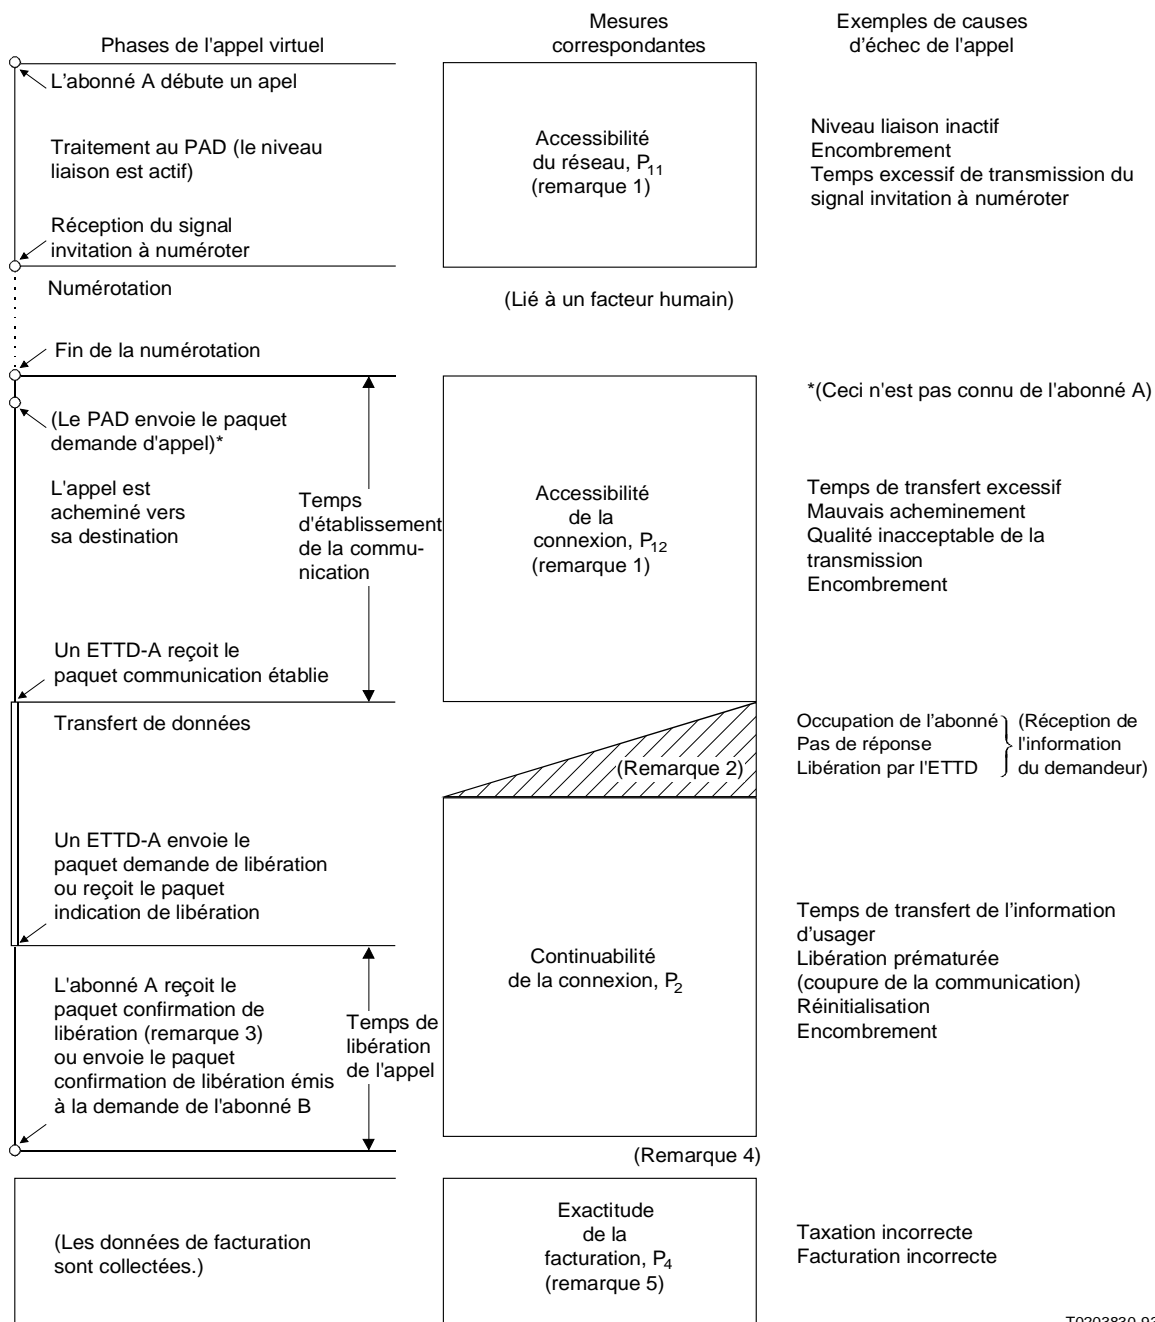 Phases de l'appel virtuel
Mesures
correspondantes
Exemples de causes
d'échec de l'appel
L'abonné A débute un apel
Traitement au PAD (le niveau
liaison est actif)
Réception du signal
invitation à numéroter
Accessibilité
du réseau, P11
(remarque 1)
Niveau liaison inactif
Encombrement
Temps excessif de transmission du
signal invitation à numéroter
Numérotation
(Lié à un facteur humain)
Fin de la numérotation
(Le PAD envoie le paquet
demande d'appel)*
*(Ceci n'est pas connu de l'abonné A)
L'appel est
acheminé vers
sa destination
Temps
d'établissement
de la commu-
nication
Accessibilité
de la
connexion, P12
(remarque 1)
Temps de transfert excessif
Mauvais acheminement
Qualité inacceptable de la
transmission
Encombrement
Un ETTD-A reçoit le
paquet communication établie
Transfert de données
(Remarque 2)
Occupation de l'abonné
Pas de réponse
Libération par l'ETTD
(Réception de
l'information
du demandeur)
Un ETTD-A envoie le
paquet demande de libération
ou reçoit le paquet
indication de libération
Continuabilité
de la connexion, P2
Temps de transfert de l'information
d'usager
Libération prématurée
(coupure de la communication)
Réinitialisation
Encombrement
L'abonné A reçoit le
paquet confirmation de
libération (remarque 3)
ou envoie le paquet
confirmation de libération émis
à la demande de l'abonné B
Temps de
libération
de l'appel
(Remarque 4)
(Les données de facturation
sont collectées.)
Exactitude
de la
facturation, P4
(remarque 5)
Taxation incorrecte
Facturation incorrecte